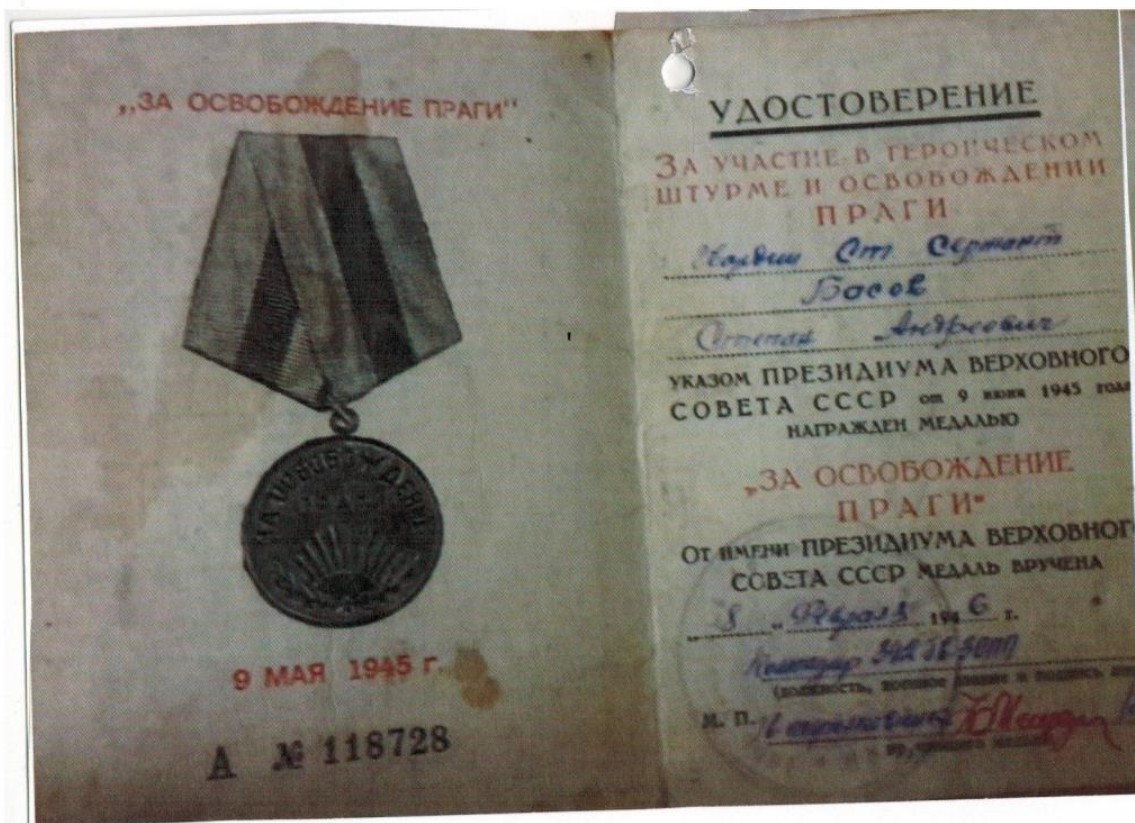 „ЗА ОСВОБОЖДЕНИЕ ПРАГИ"
9 МАЯ 1945 г.
А № 118728
УДОСТОВЕРЕНИЕ
ЗА УЧАСТИЕ В ГЕРОИЧЕСКОМ
ШТУРМЕ И ОСВОБОЖДЕНИИ
ПРАГИ
Гвардии Ст Сержант
Басов
Степан Андреевич
УКАЗОМ ПРЕЗИДИУМА ВЕРХОВНОГО
СОВЕТА СССР от 9 июня 1945 года
НАГРАЖДЕН МЕДАЛЬЮ
„ЗА ОСВОБОЖДЕНИЕ
ПРАГИ"
ОТ ИМЕНИ ПРЕЗИДИУМА ВЕРХОВНОГО
СОВЕТА СССР МЕДАЛЬ ВРУЧЕНА
„ 8 „ Февраля 1946 г.
Командир
(должность, воинское звание и подпись
М. П.